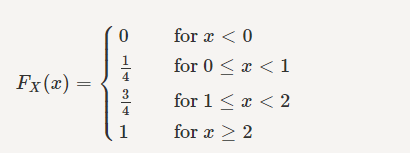 F_X(x) = { 0 for x < 0
1/4 for 0 ≤ x < 1
3/4 for 1 ≤ x < 2
1 for x ≥ 2